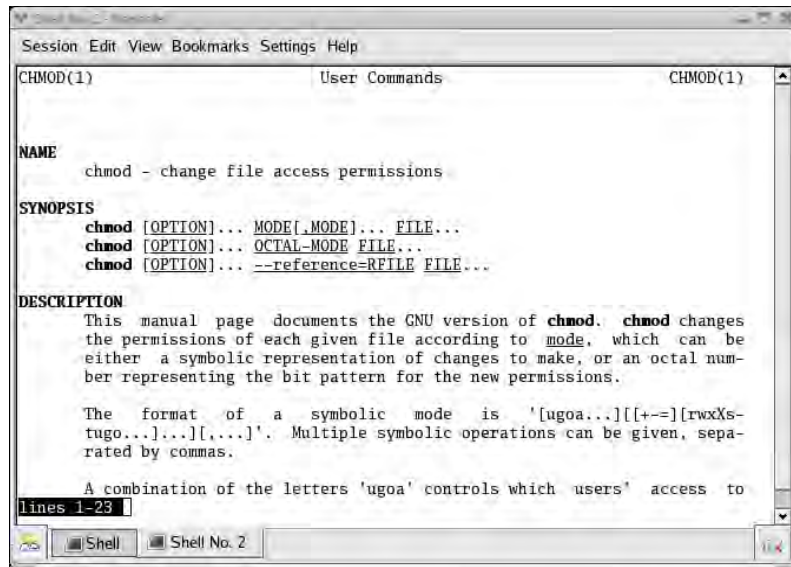 Session Edit View Bookmarks Settings Help
CHMOD(1) User Commands CHMOD(1)
NAME
chmod - change file access permissions
SYNOPSIS
chmod [OPTION]... MODE[,MODE]... FILE...
chmod [OPTION]... OCTAL-MODE FILE...
chmod [OPTION]... --reference=RFILE FILE...
DESCRIPTION
This manual page documents the GNU version of chmod. chmod changes
the permissions of each given file according to mode, which can be
either a symbolic representation of changes to make, or an octal num-
ber representing the bit pattern for the new permissions.
The format of a symbolic mode is '[ugoa...][[+-=][rwxXs-
tugo...]...][,...]'. Multiple symbolic operations can be given, sepa-
rated by commas.
A combination of the letters 'ugoa' controls which users' access to
lines 1-23
Shell Shell No. 2